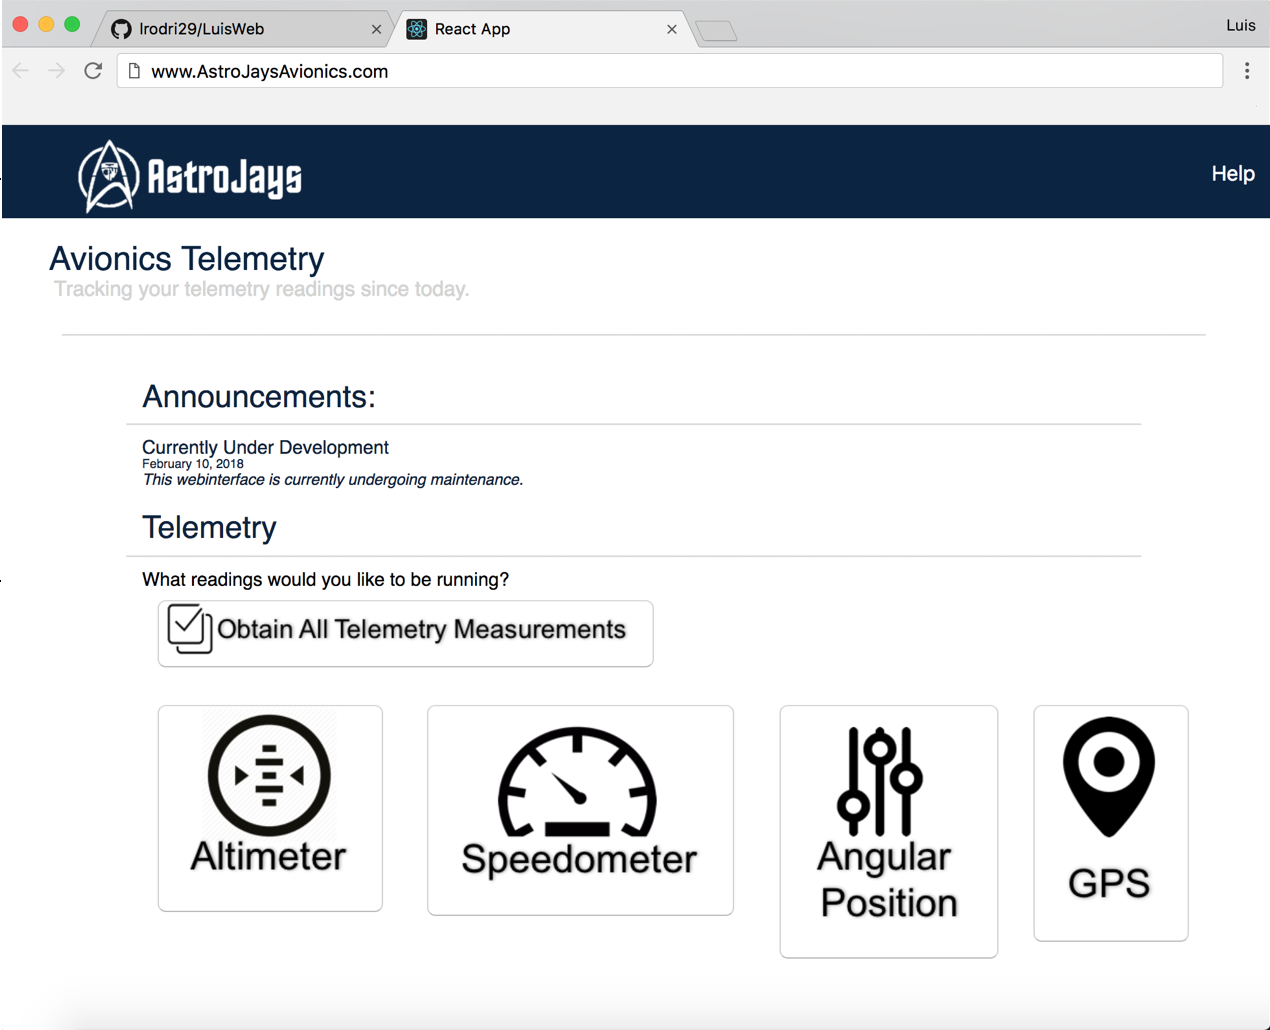 lrodri29/LuisWeb
React App
Luis
www.AstroJaysAvionics.com
AstroJays
Help
Avionics Telemetry
Tracking your telemetry readings since today.
Announcements:
Currently Under Development
February 10, 2018
This webinterface is currently undergoing maintenance.
Telemetry
What readings would you like to be running?
Obtain All Telemetry Measurements
Altimeter
Speedometer
Angular
Position
GPS